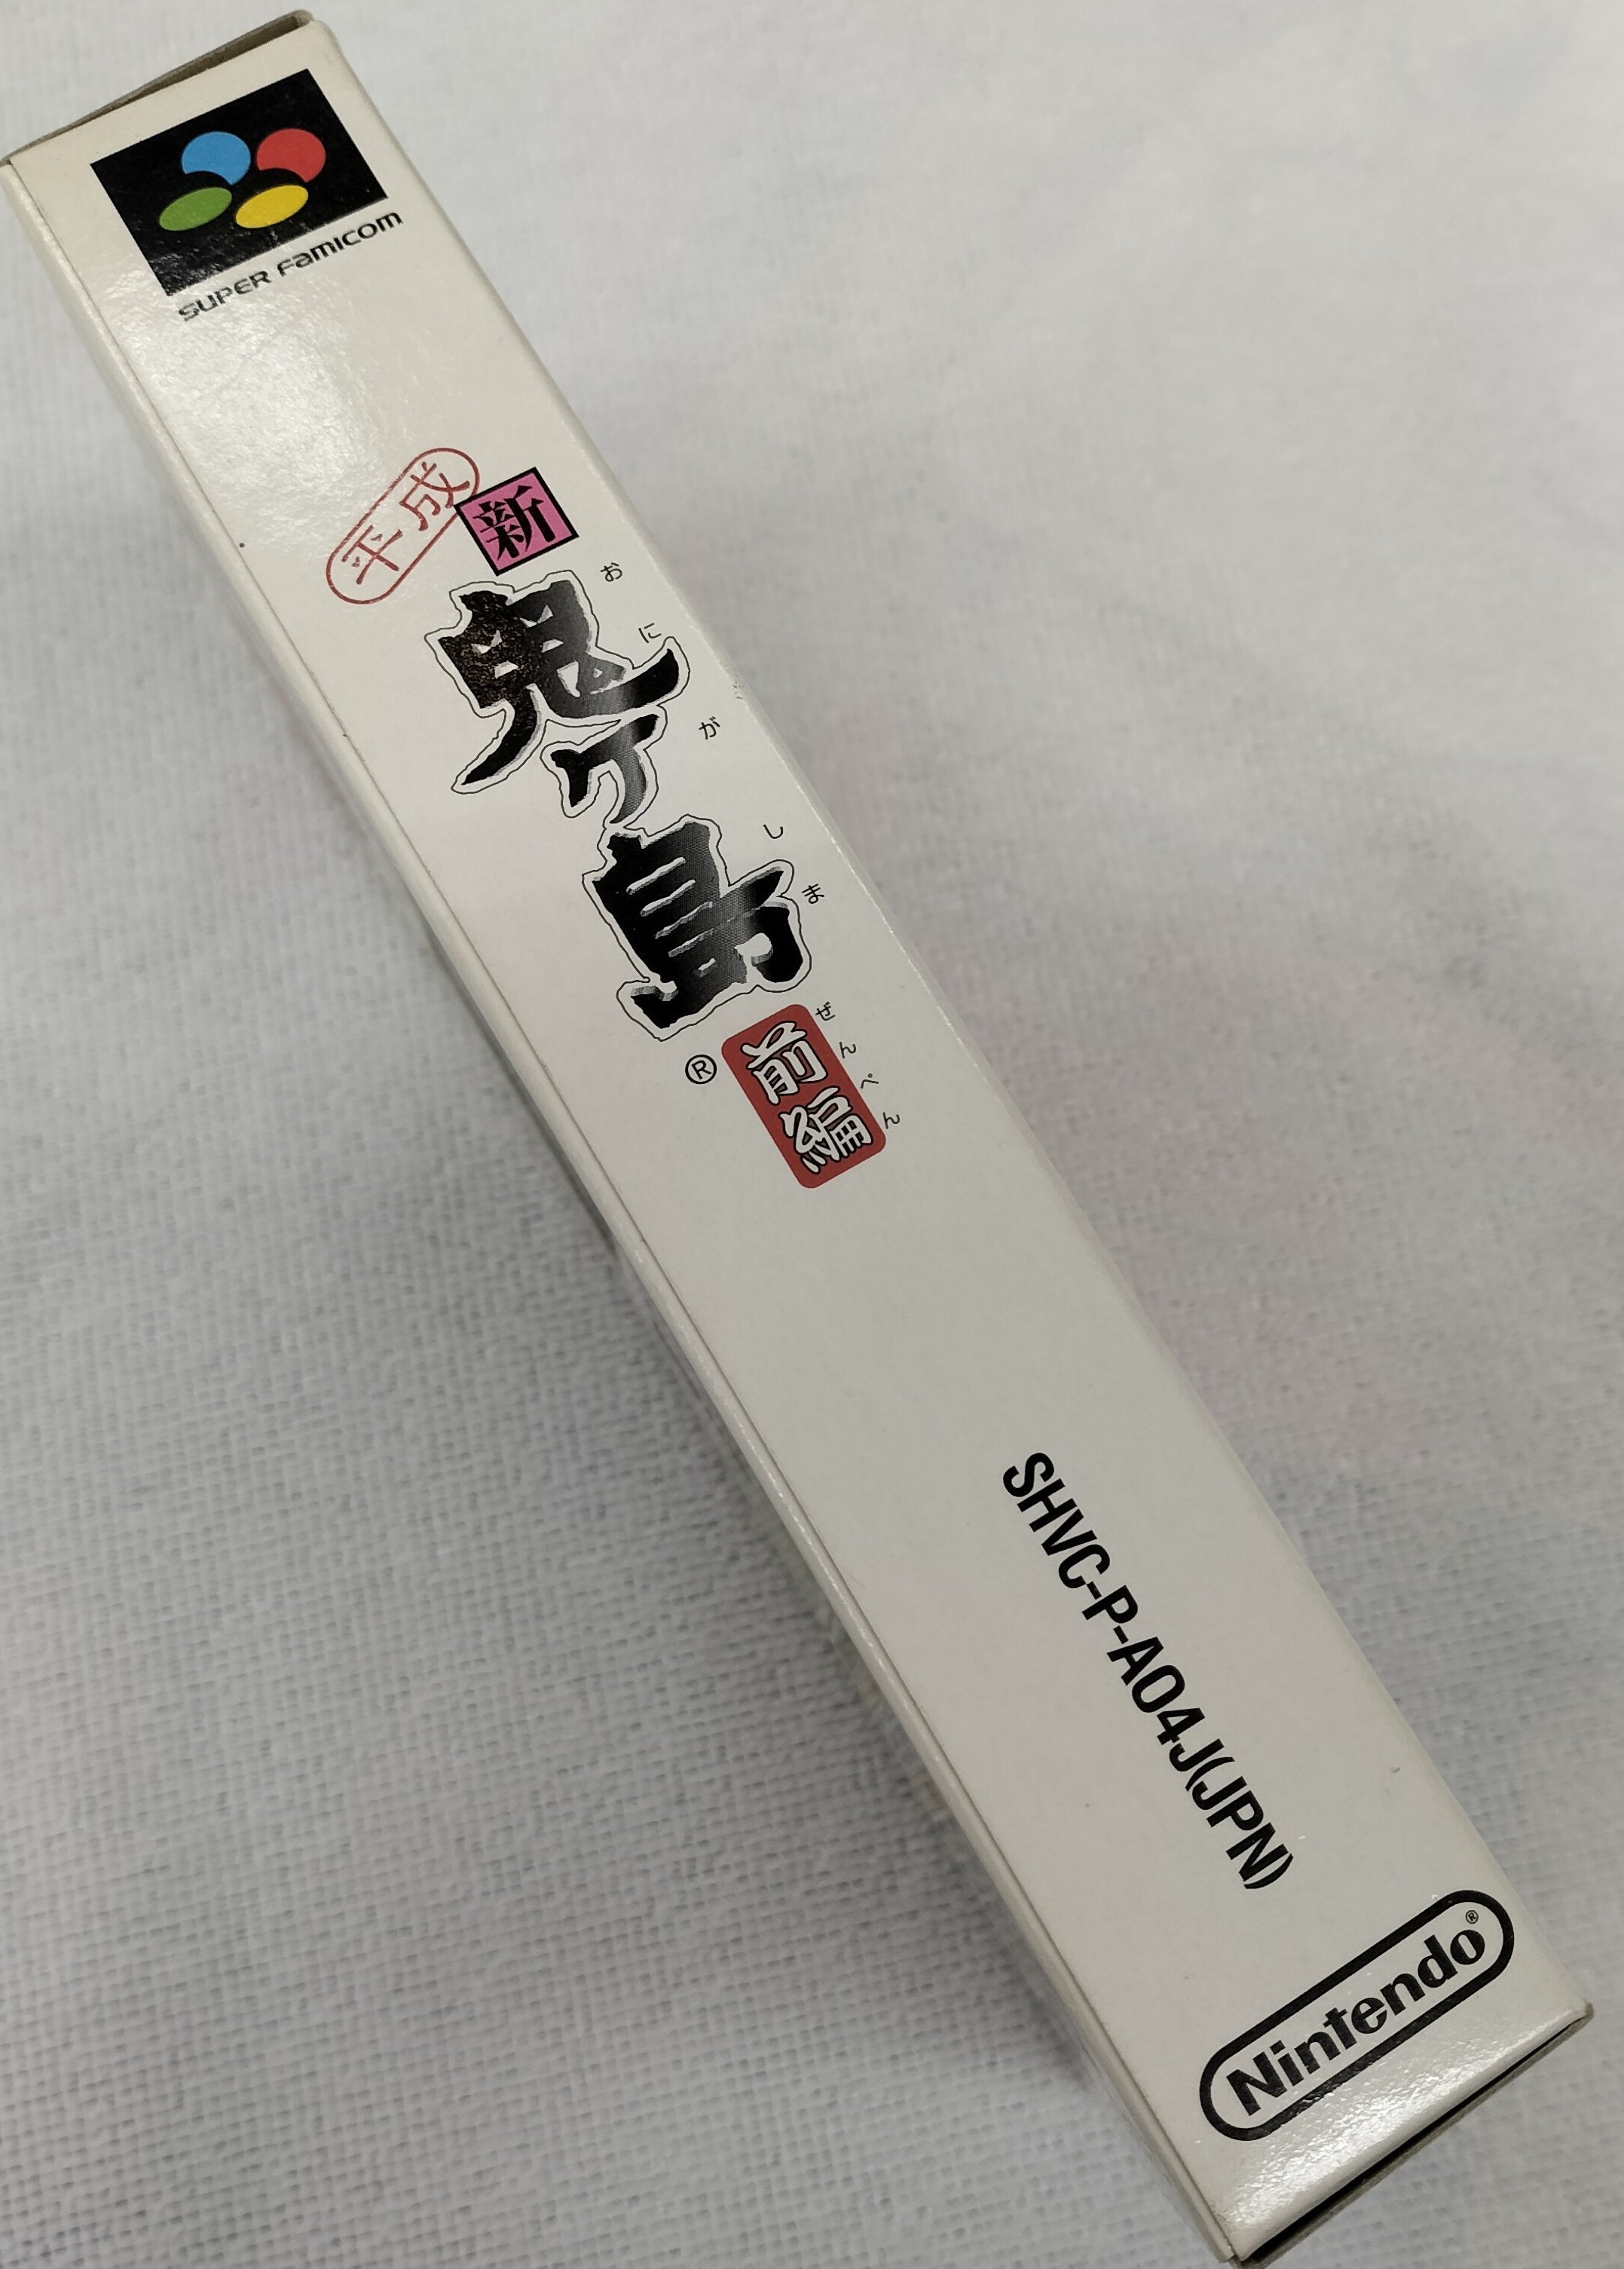 SUPER FAMICOM
平成
新
鬼ヶ島
おにがしま
®
前編
ぜんぺん
SHVC-P-AO4J(JPN)
Nintendo®